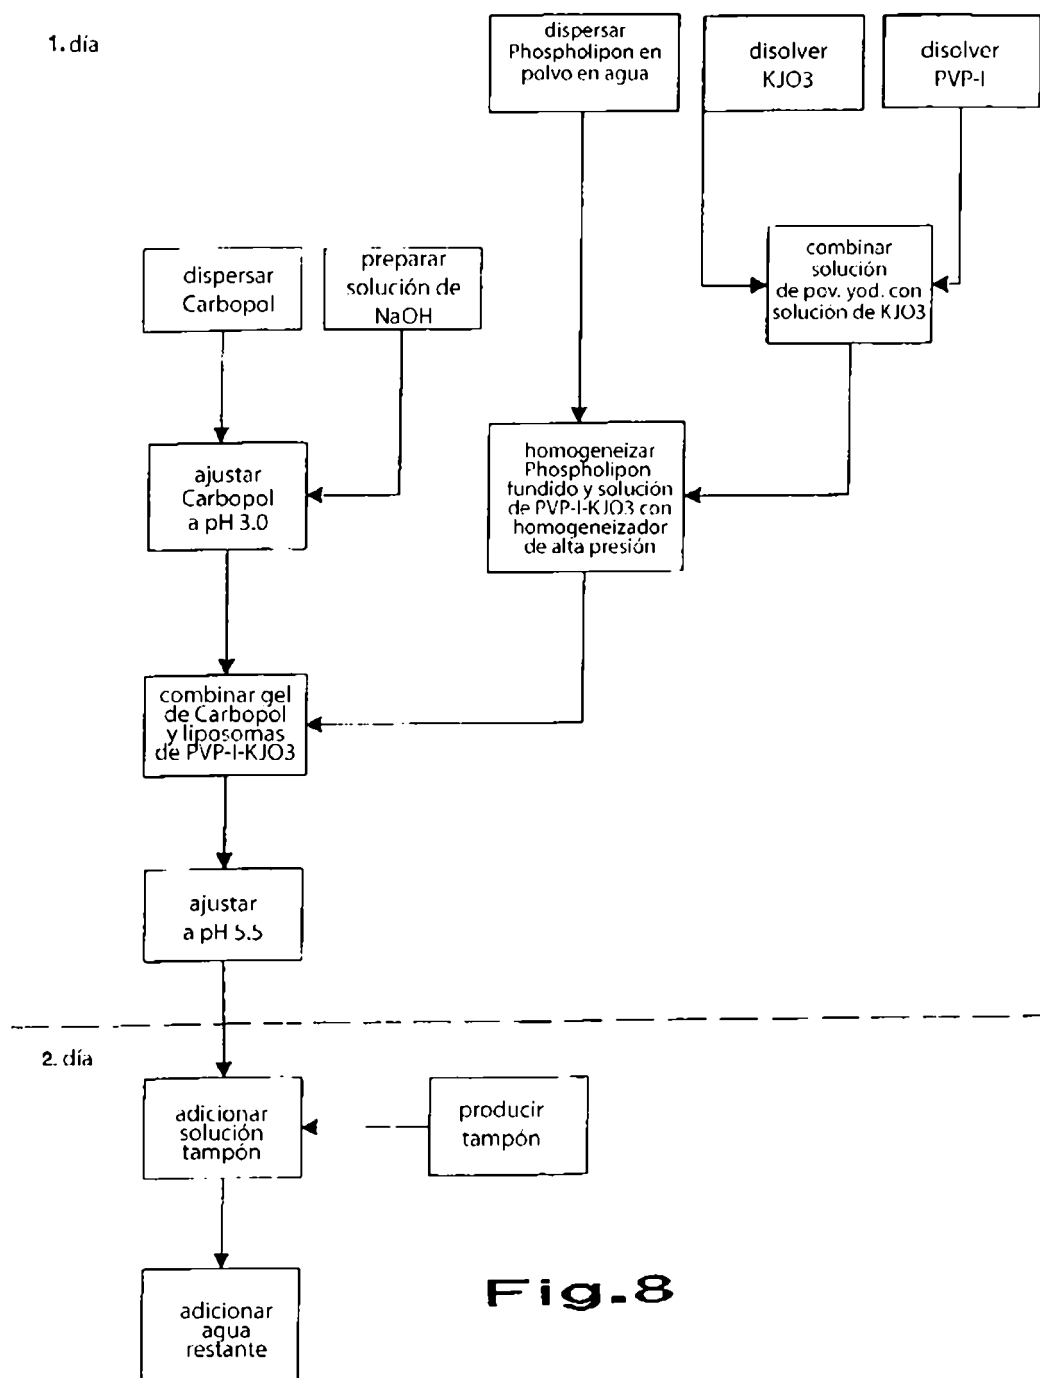 1. día
dispersar
Phospholipon en
polvo en agua
disolver
KJO3
disolver
PVP-I
combinar
solución
de pov. yod. con
solución de KJO3
dispersar
Carbopol
preparar
solución de
NaOH
ajustar
Carbopol
a pH 3.0
homogeneizar
Phospholipon
fundido y solución
de PVP-I-KJO3 con
homogeneizador
de alta presión
combinar gel
de Carbopol
y liposomas
de PVP-I-KJO3
ajustar
a pH 5.5
2. día
adicionar
solución
tampón
producir
tampón
adicionar
agua
restante
Fig.8